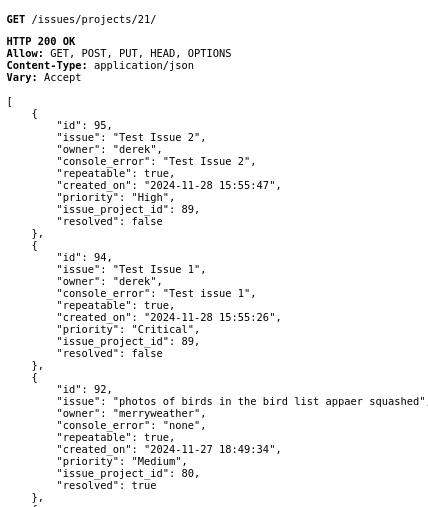 GET /issues/projects/21/
HTTP 200 OK
Allow: GET, POST, PUT, HEAD, OPTIONS
Content-Type: application/json
Vary: Accept
[
    {
        "id": 95,
        "issue": "Test Issue 2",
        "owner": "derek",
        "console_error": "Test Issue 2",
        "repeatable": true,
        "created_on": "2024-11-28 15:55:47",
        "priority": "High",
        "issue_project_id": 89,
        "resolved": false
    },
    {
        "id": 94,
        "issue": "Test Issue 1",
        "owner": "derek",
        "console_error": "Test issue 1",
        "repeatable": true,
        "created_on": "2024-11-28 15:55:26",
        "priority": "Critical",
        "issue_project_id": 89,
        "resolved": false
    },
    {
        "id": 92,
        "issue": "photos of birds in the bird list appaer squashed",
        "owner": "merryweather",
        "console_error": "none",
        "repeatable": true,
        "created_on": "2024-11-27 18:49:34",
        "priority": "Medium",
        "issue_project_id": 80,
        "resolved": true
    },